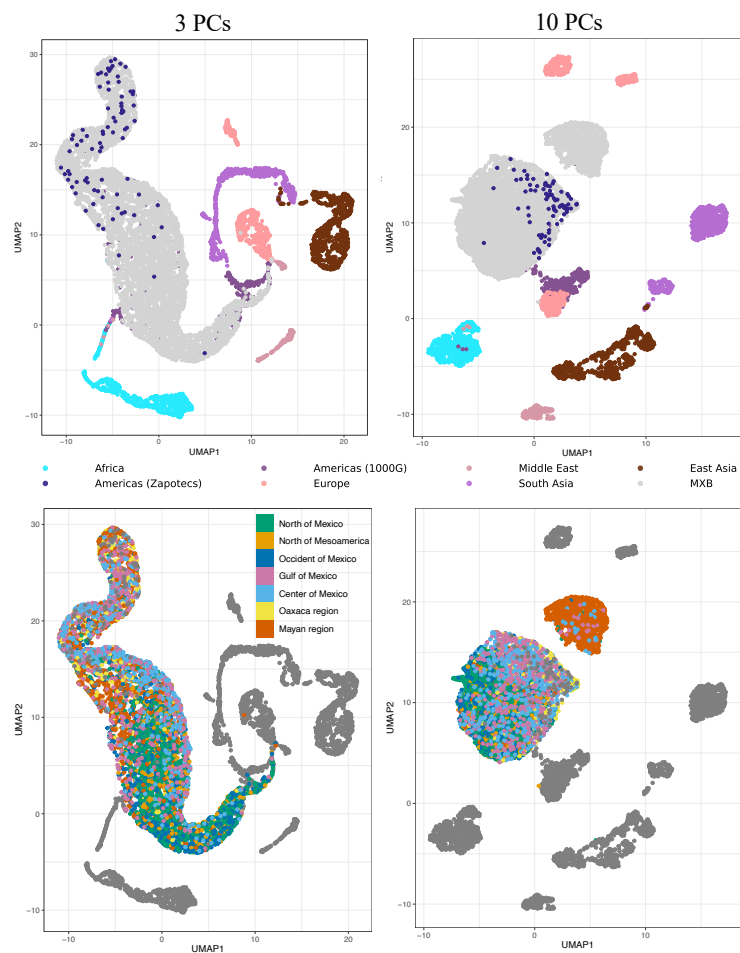 3 PCs
10 PCs
30
20
10
0
−10
UMAP2
−10
0
10
20
UMAP1
20
10
0
−10
UMAP2
−10
0
10
UMAP1
Africa
Americas (1000G)
Middle East
East Asia
Americas (Zapotecs)
Europe
South Asia
MXB
30
20
10
0
−10
UMAP2
North of Mexico
North of Mesoamerica
Occident of Mexico
Gulf of Mexico
Center of Mexico
Oaxaca region
Mayan region
−10
0
10
20
UMAP1
20
10
0
−10
UMAP2
−10
0
10
UMAP1